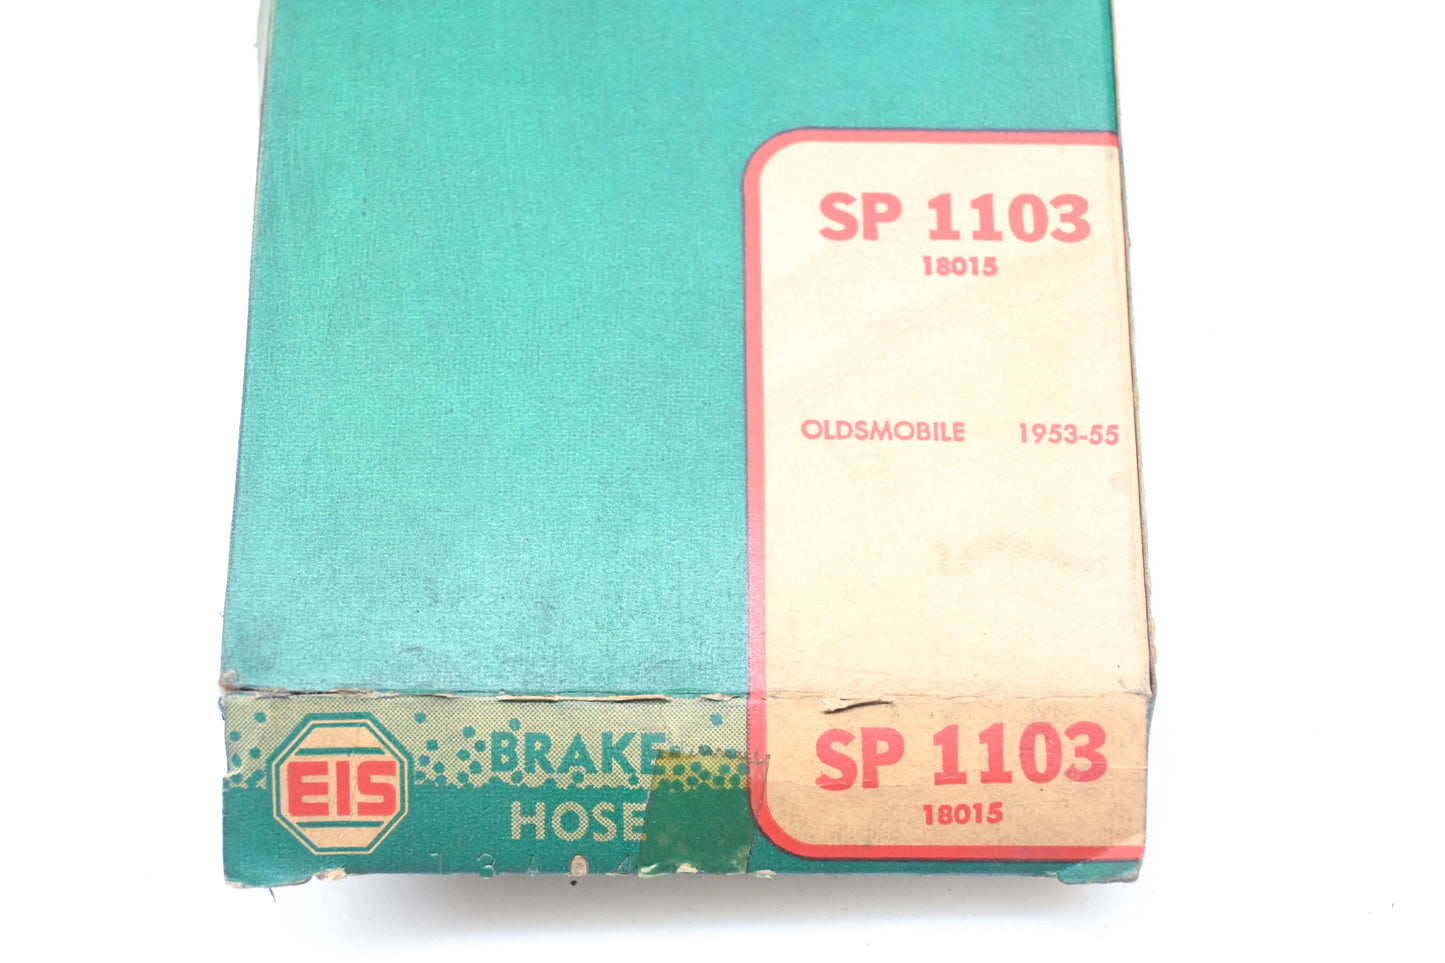 SP 1103
18015
OLDSMOBILE 1953-55
EIS
BRAKE
HOSE
SP 1103
18015